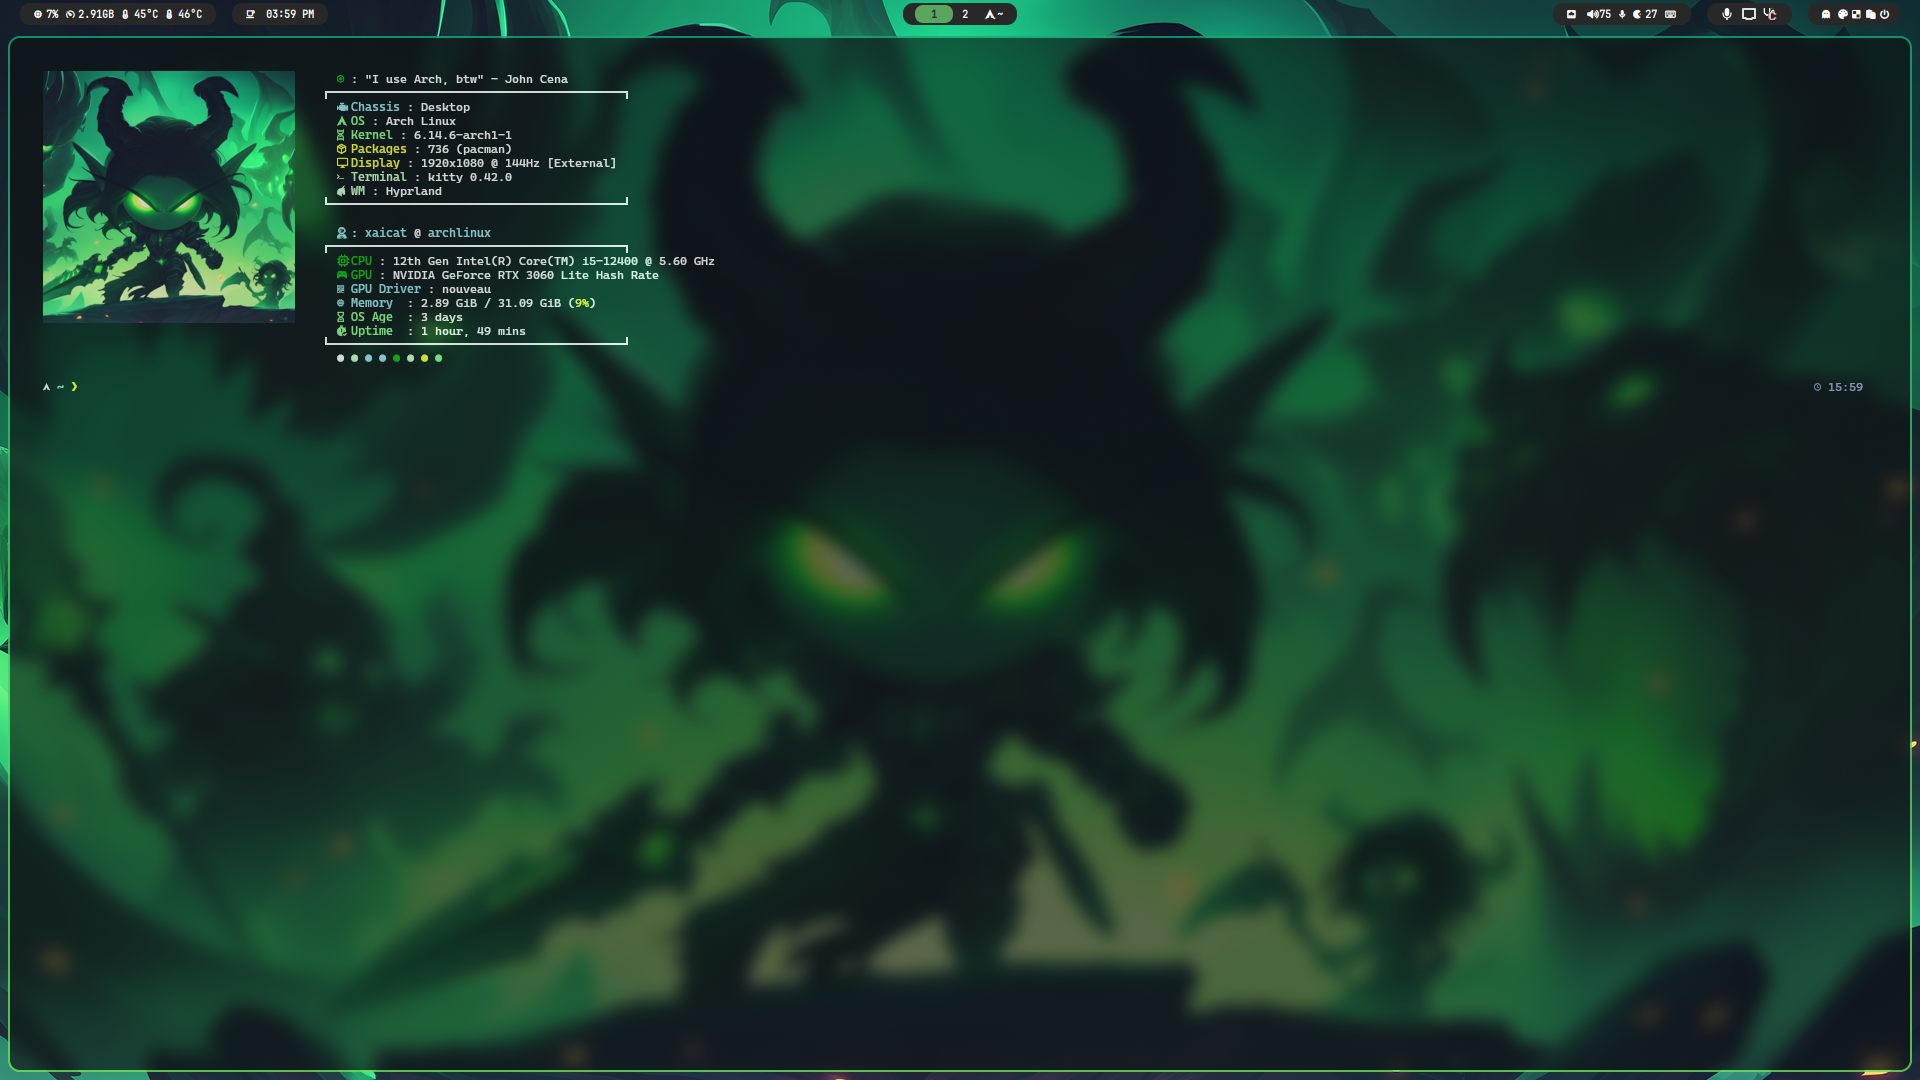 7% 2.91GB 45°C 46°C 03:59 PM 1 2 ~ 75 27
: "I use Arch, btw" - John Cena
Chassis : Desktop
OS : Arch Linux
Kernel : 6.14.6-arch1-1
Packages : 736 (pacman)
Display : 1920x1080 @ 144Hz [External]
Terminal : kitty 0.42.0
WM : Hyprland
: xaicat @ archlinux
CPU : 12th Gen Intel(R) Core(TM) i5-12400 @ 5.60 GHz
GPU : NVIDIA GeForce RTX 3060 Lite Hash Rate
GPU Driver : nouveau
Memory : 2.89 GiB / 31.09 GiB (9%)
OS Age : 3 days
Uptime : 1 hour, 49 mins
~ ❯ 15:59